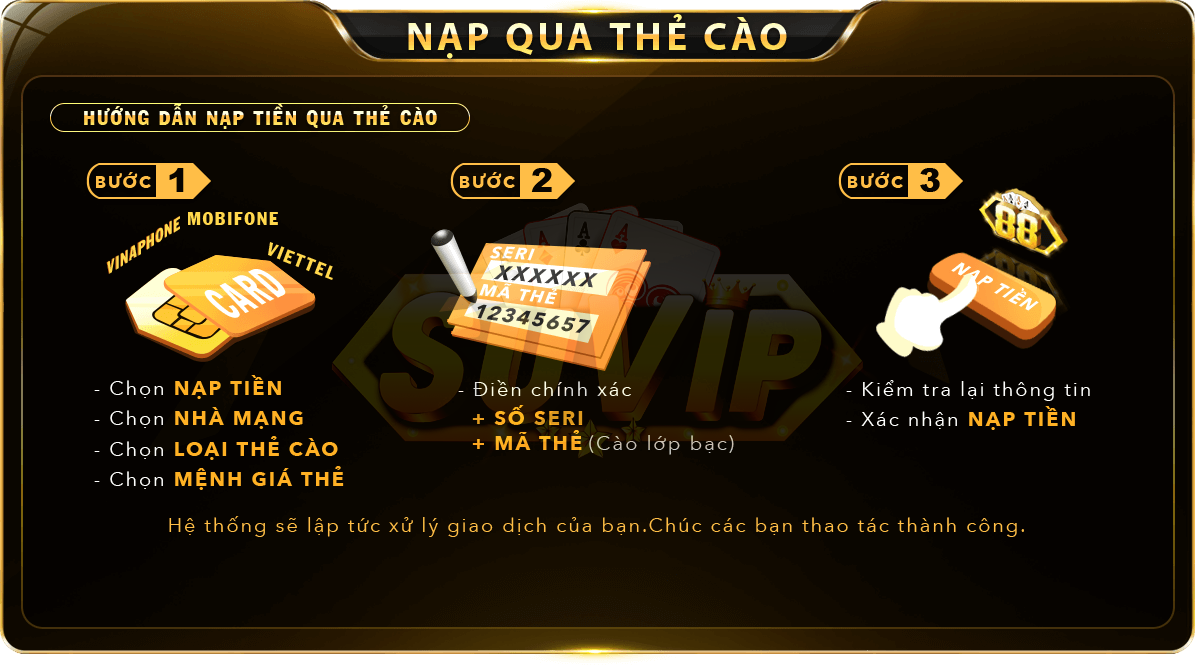 NẠP QUA THẺ CÀO
HƯỚNG DẪN NẠP TIỀN QUA THẺ CÀO
BƯỚC 1
VINAPHONE MOBIFONE VIETTEL
CARD
- Chọn NẠP TIỀN
- Chọn NHÀ MẠNG
- Chọn LOẠI THẺ CÀO
- Chọn MỆNH GIÁ THẺ
BƯỚC 2
SERI
XXXXXX
MÃ THẺ
12345657
- Điền chính xác
+ SỐ SERI
+ MÃ THẺ (Cào lớp bạc)
BƯỚC 3
88
NẠP TIỀN
- Kiểm tra lại thông tin
- Xác nhận NẠP TIỀN
SUNVIP
Hệ thống sẽ lập tức xử lý giao dịch của bạn.Chúc các bạn thao tác thành công.